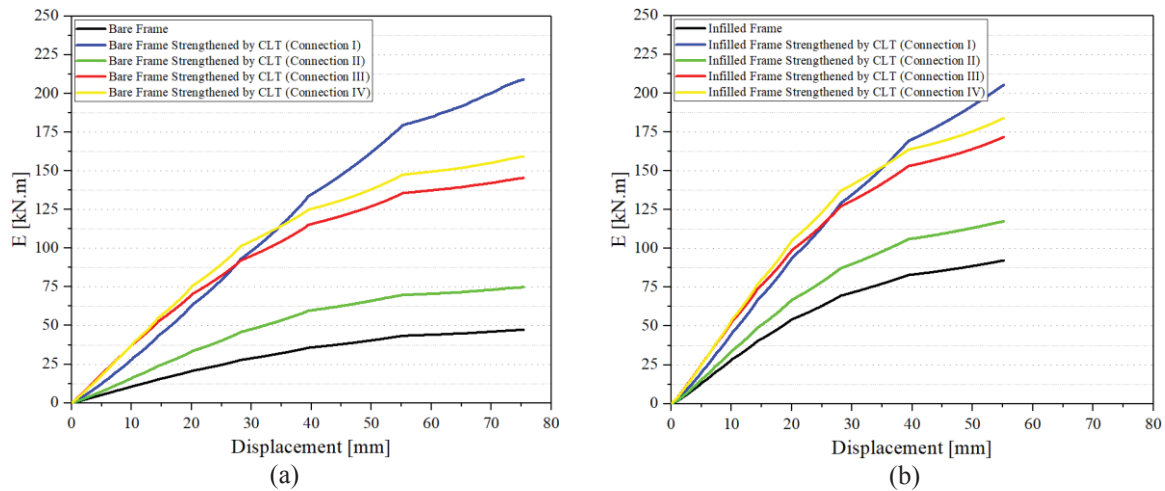 250
225
200
175
150
125
100
75
50
25
0
E [kN.m]
Bare Frame
Bare Frame Strengthened by CLT (Connection I)
Bare Frame Strengthened by CLT (Connection II)
Bare Frame Strengthened by CLT (Connection III)
Bare Frame Strengthened by CLT (Connection IV)
0 10 20 30 40 50 60 70 80
Displacement [mm]
(a)
250
225
200
175
150
125
100
75
50
25
0
E [kN.m]
Infilled Frame
Infilled Frame Strengthened by CLT (Connection I)
Infilled Frame Strengthened by CLT (Connection II)
Infilled Frame Strengthened by CLT (Connection III)
Infilled Frame Strengthened by CLT (Connection IV)
0 10 20 30 40 50 60 70 80
Displacement [mm]
(b)